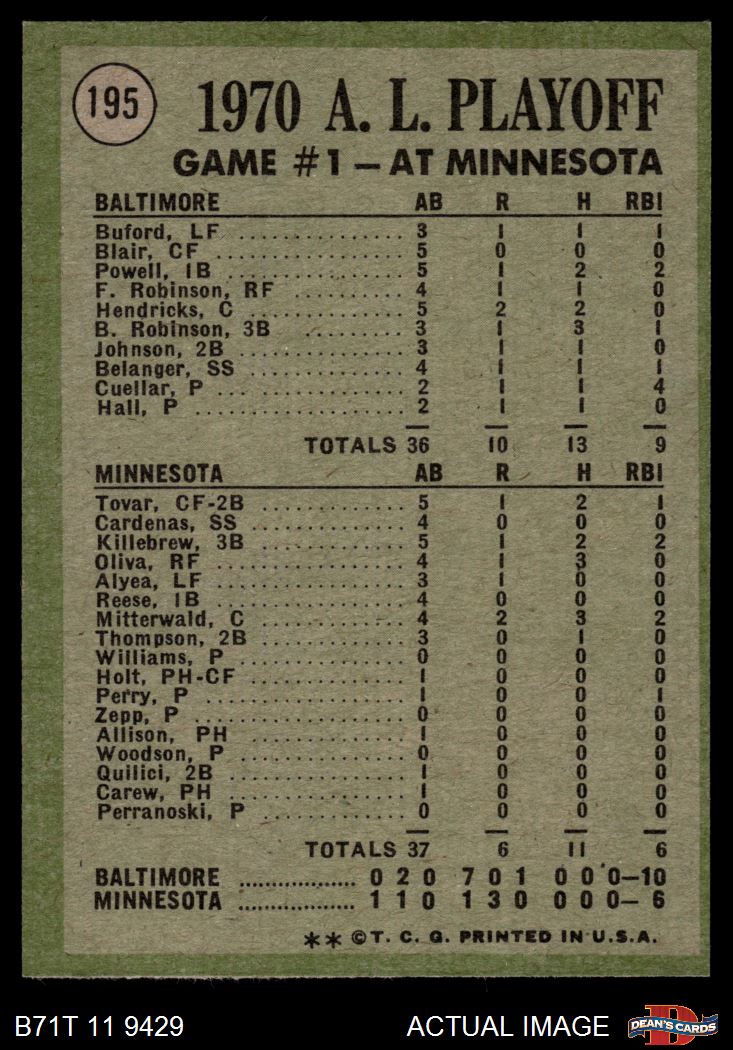 195
1970 A. L. PLAYOFF
GAME #1 – AT MINNESOTA
BALTIMORE AB R H RBI
Buford, LF .............. 3 1 1 1
Blair, CF .............. 5 0 0 0
Powell, 1B .............. 5 1 2 2
F. Robinson, RF .......... 4 1 1 0
Hendricks, C ............. 5 2 2 0
B. Robinson, 3B ......... 3 1 3 1
Johnson, 2B ............. 3 1 1 0
Belanger, SS ............. 4 1 1 1
Cuellar, P ... ............ 2 1 1 4
Hall, P ................. 2 1 1 0
TOTALS 36 10 13 9
MINNESOTA AB R H RBI
Tovar, CF-2B ............ 5 1 2 1
Cardenas, SS ............ 4 0 0 0
Killebrew, 3B ............ 5 1 2 2
Oliva, RF ............... 4 1 3 0
Alyea, LF ............... 3 1 0 0
Reese, 1B ............... 4 0 0 0
Mitterwald, C ............ 4 2 3 2
Thompson, 2B ............ 3 0 1 0
Williams, P .............. 0 0 0 0
Holt, PH-CF ............. 1 0 0 0
Perry, P ................ 1 0 0 1
Zepp, P ................. 0 0 0 0
Allison, PH ............. 1 0 0 0
Woodson, P .............. 0 0 0 0
Quilici, 2B .............. 1 0 0 0
Carew, PH .............. 1 0 0 0
Perranoski, P ............ 0 0 0 0
TOTALS 37 6 11 6
BALTIMORE .................. 0 2 0 7 0 1 0 0 0–10
MINNESOTA .................. 1 1 0 1 3 0 0 0 0– 6
** ©T. C. G. PRINTED IN U.S.A.
B71T 11 9429 ACTUAL IMAGE DEAN'S CARDS